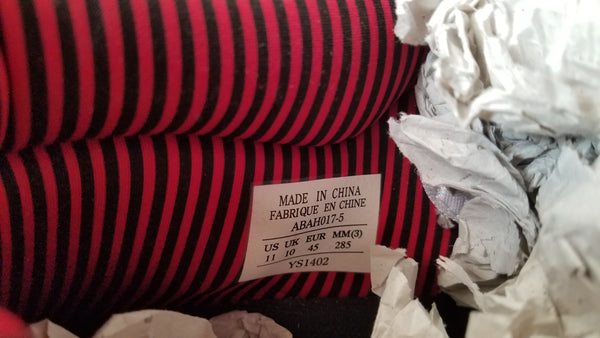 MADE IN CHINA
FABRIQUE EN CHINE
ABAH017-5
US UK EUR MM(3)
11 10 45 285
YS1402